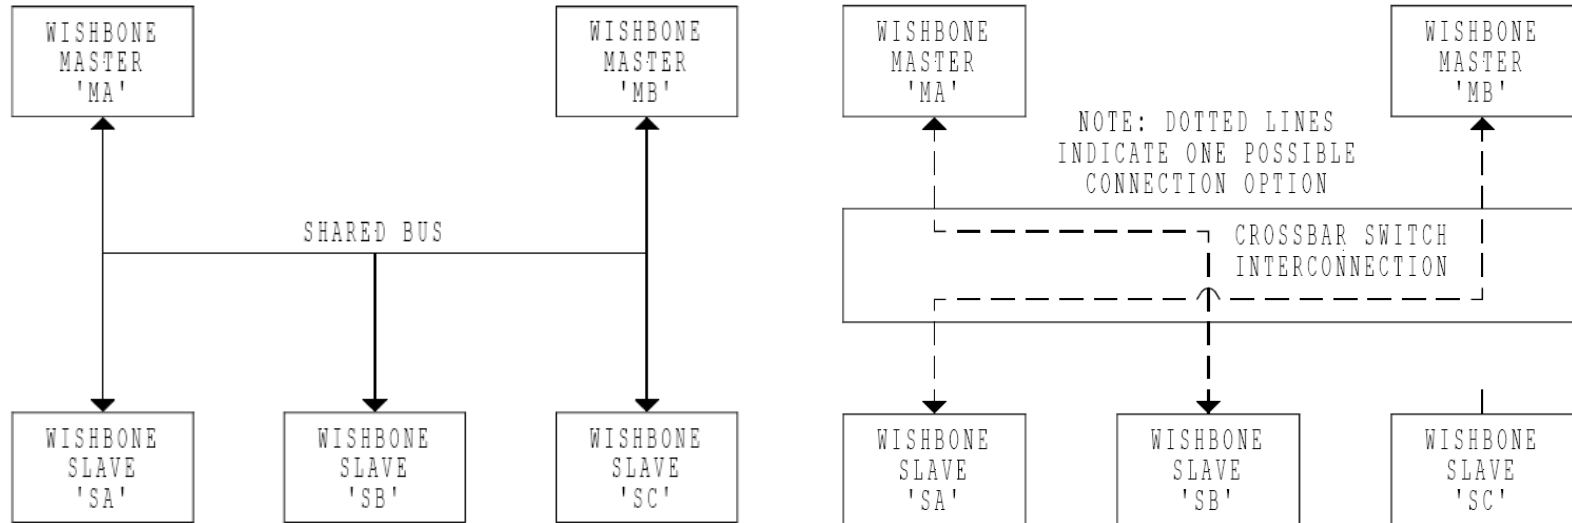 WISHBONE
MASTER
'MA'
WISHBONE
MASTER
'MB'
SHARED BUS
WISHBONE
SLAVE
'SA'
WISHBONE
SLAVE
'SB'
WISHBONE
SLAVE
'SC'
WISHBONE
MASTER
'MA'
WISHBONE
MASTER
'MB'
NOTE: DOTTED LINES
INDICATE ONE POSSIBLE
CONNECTION OPTION
CROSSBAR SWITCH
INTERCONNECTION
WISHBONE
SLAVE
'SA'
WISHBONE
SLAVE
'SB'
WISHBONE
SLAVE
'SC'